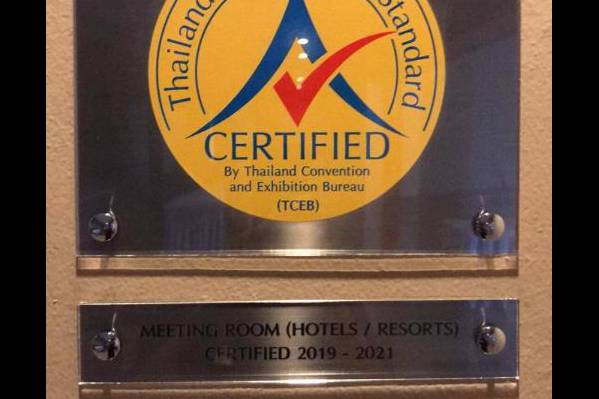 Thailand
Standard
CERTIFIED
By Thailand Convention
and Exhibition Bureau
(TCEB)
MEETING ROOM (HOTELS / RESORTS)
CERTIFIED 2019 - 2021